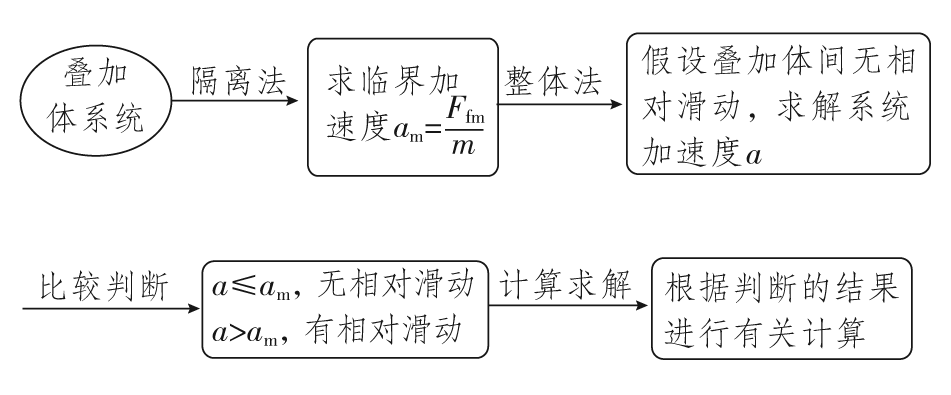 叠加
体系统
隔离法
求临界加
速度aₘ=F_fm/m
整体法
假设叠加体间无相
对滑动，求解系统
加速度a
比较判断
a≤aₘ，无相对滑动
a>aₘ，有相对滑动
计算求解
根据判断的结果
进行有关计算